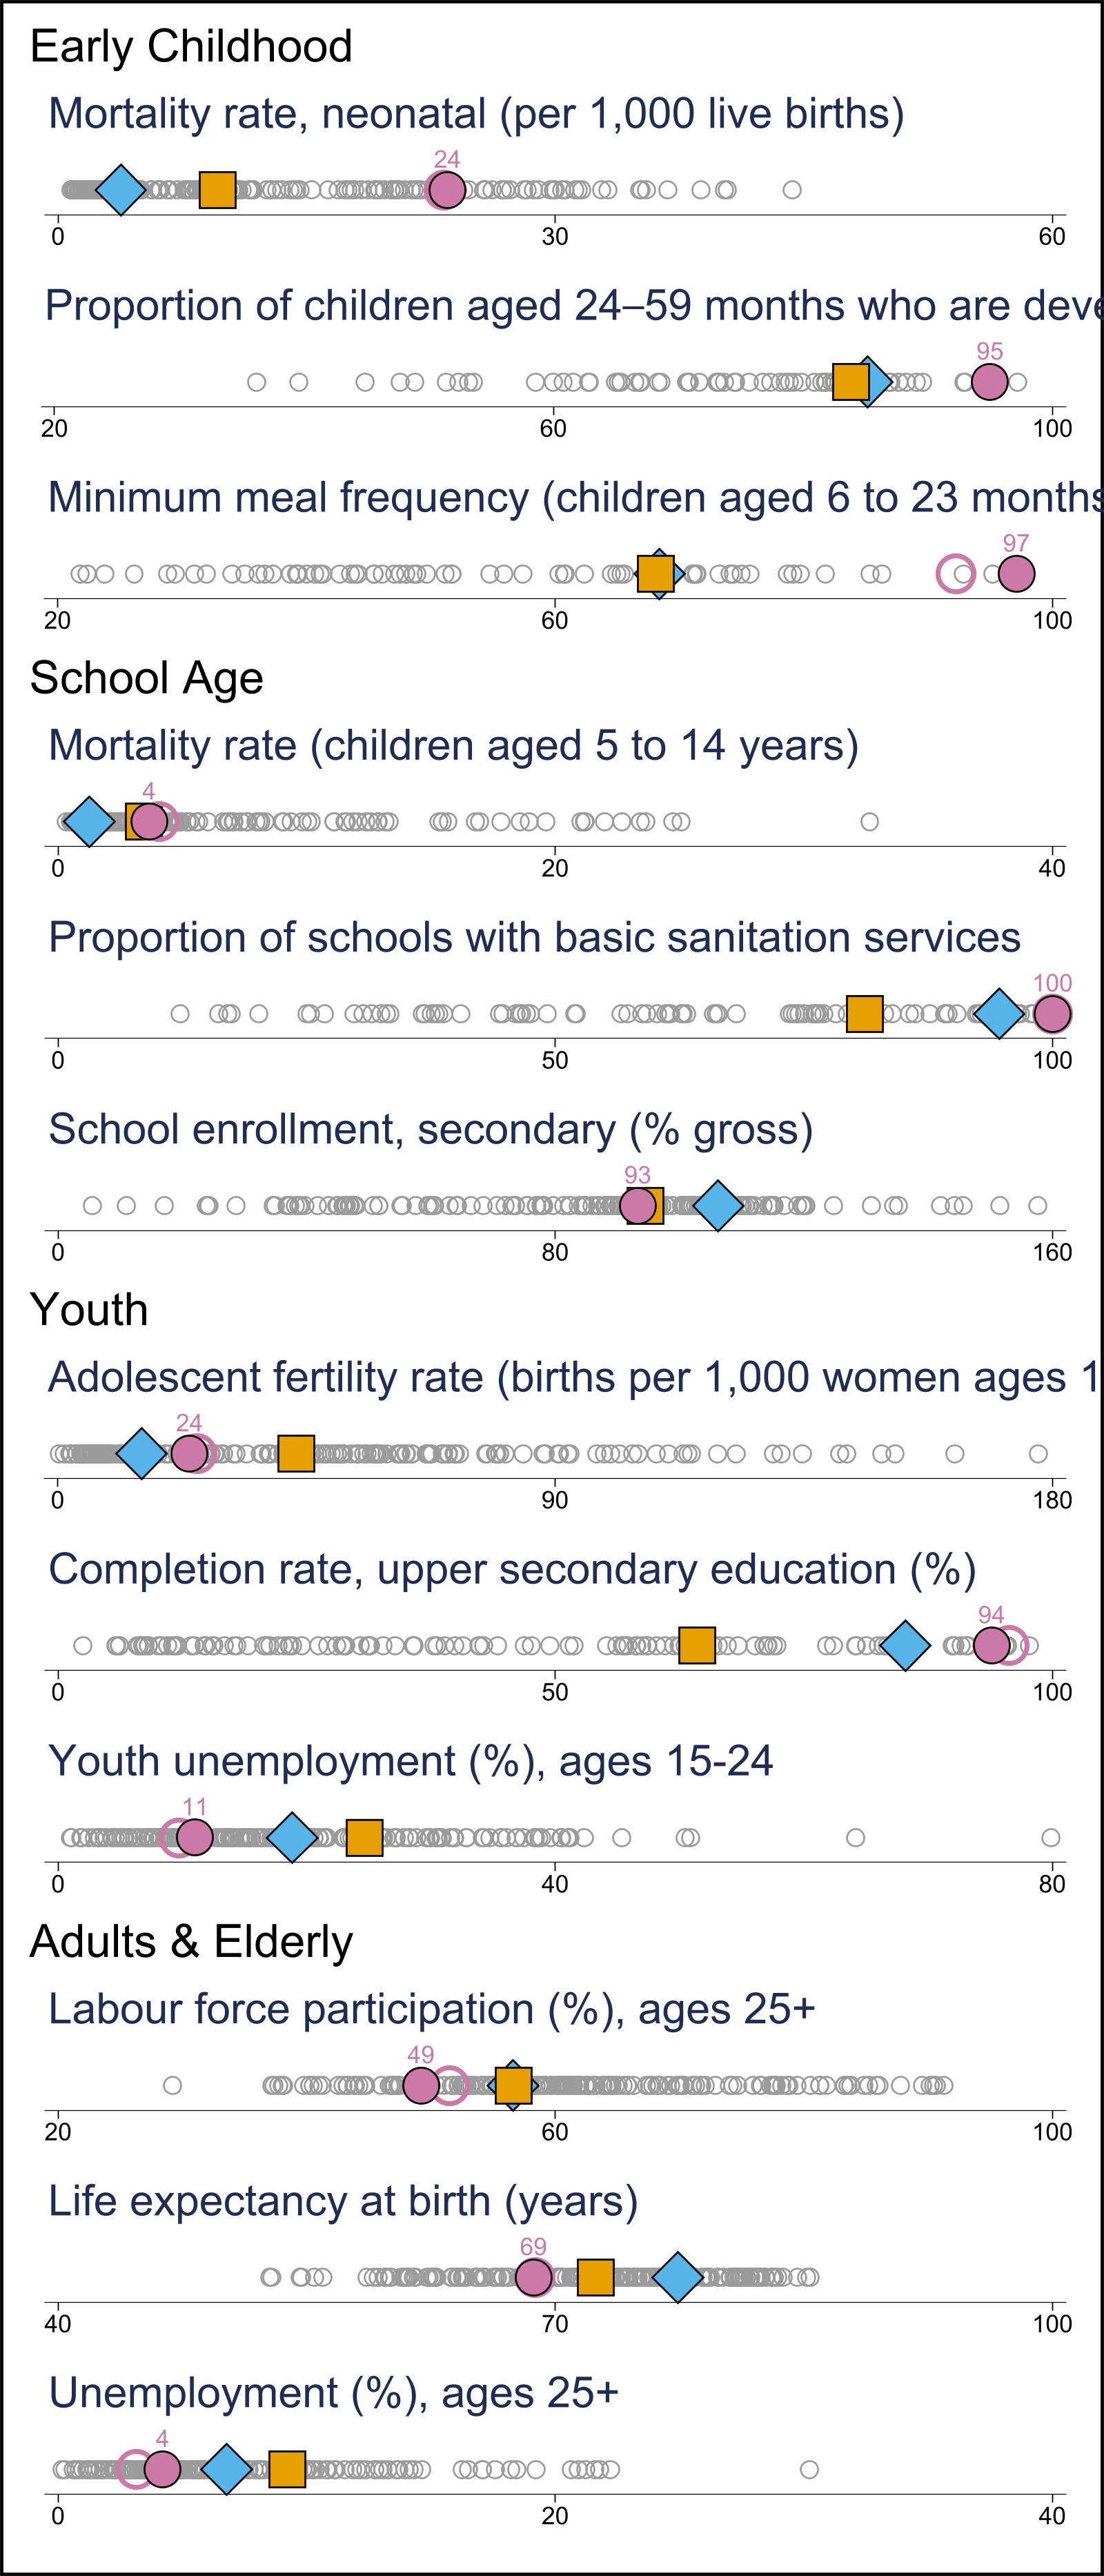 Early Childhood
Mortality rate, neonatal (per 1,000 live births)
24
0 30 60
Proportion of children aged 24–59 months who are deve
95
20 60 100
Minimum meal frequency (children aged 6 to 23 months
97
20 60 100
School Age
Mortality rate (children aged 5 to 14 years)
4
0 20 40
Proportion of schools with basic sanitation services
100
0 50 100
School enrollment, secondary (% gross)
93
0 80 160
Youth
Adolescent fertility rate (births per 1,000 women ages 1
24
0 90 180
Completion rate, upper secondary education (%)
94
0 50 100
Youth unemployment (%), ages 15-24
11
0 40 80
Adults & Elderly
Labour force participation (%), ages 25+
49
20 60 100
Life expectancy at birth (years)
69
40 70 100
Unemployment (%), ages 25+
4
0 20 40